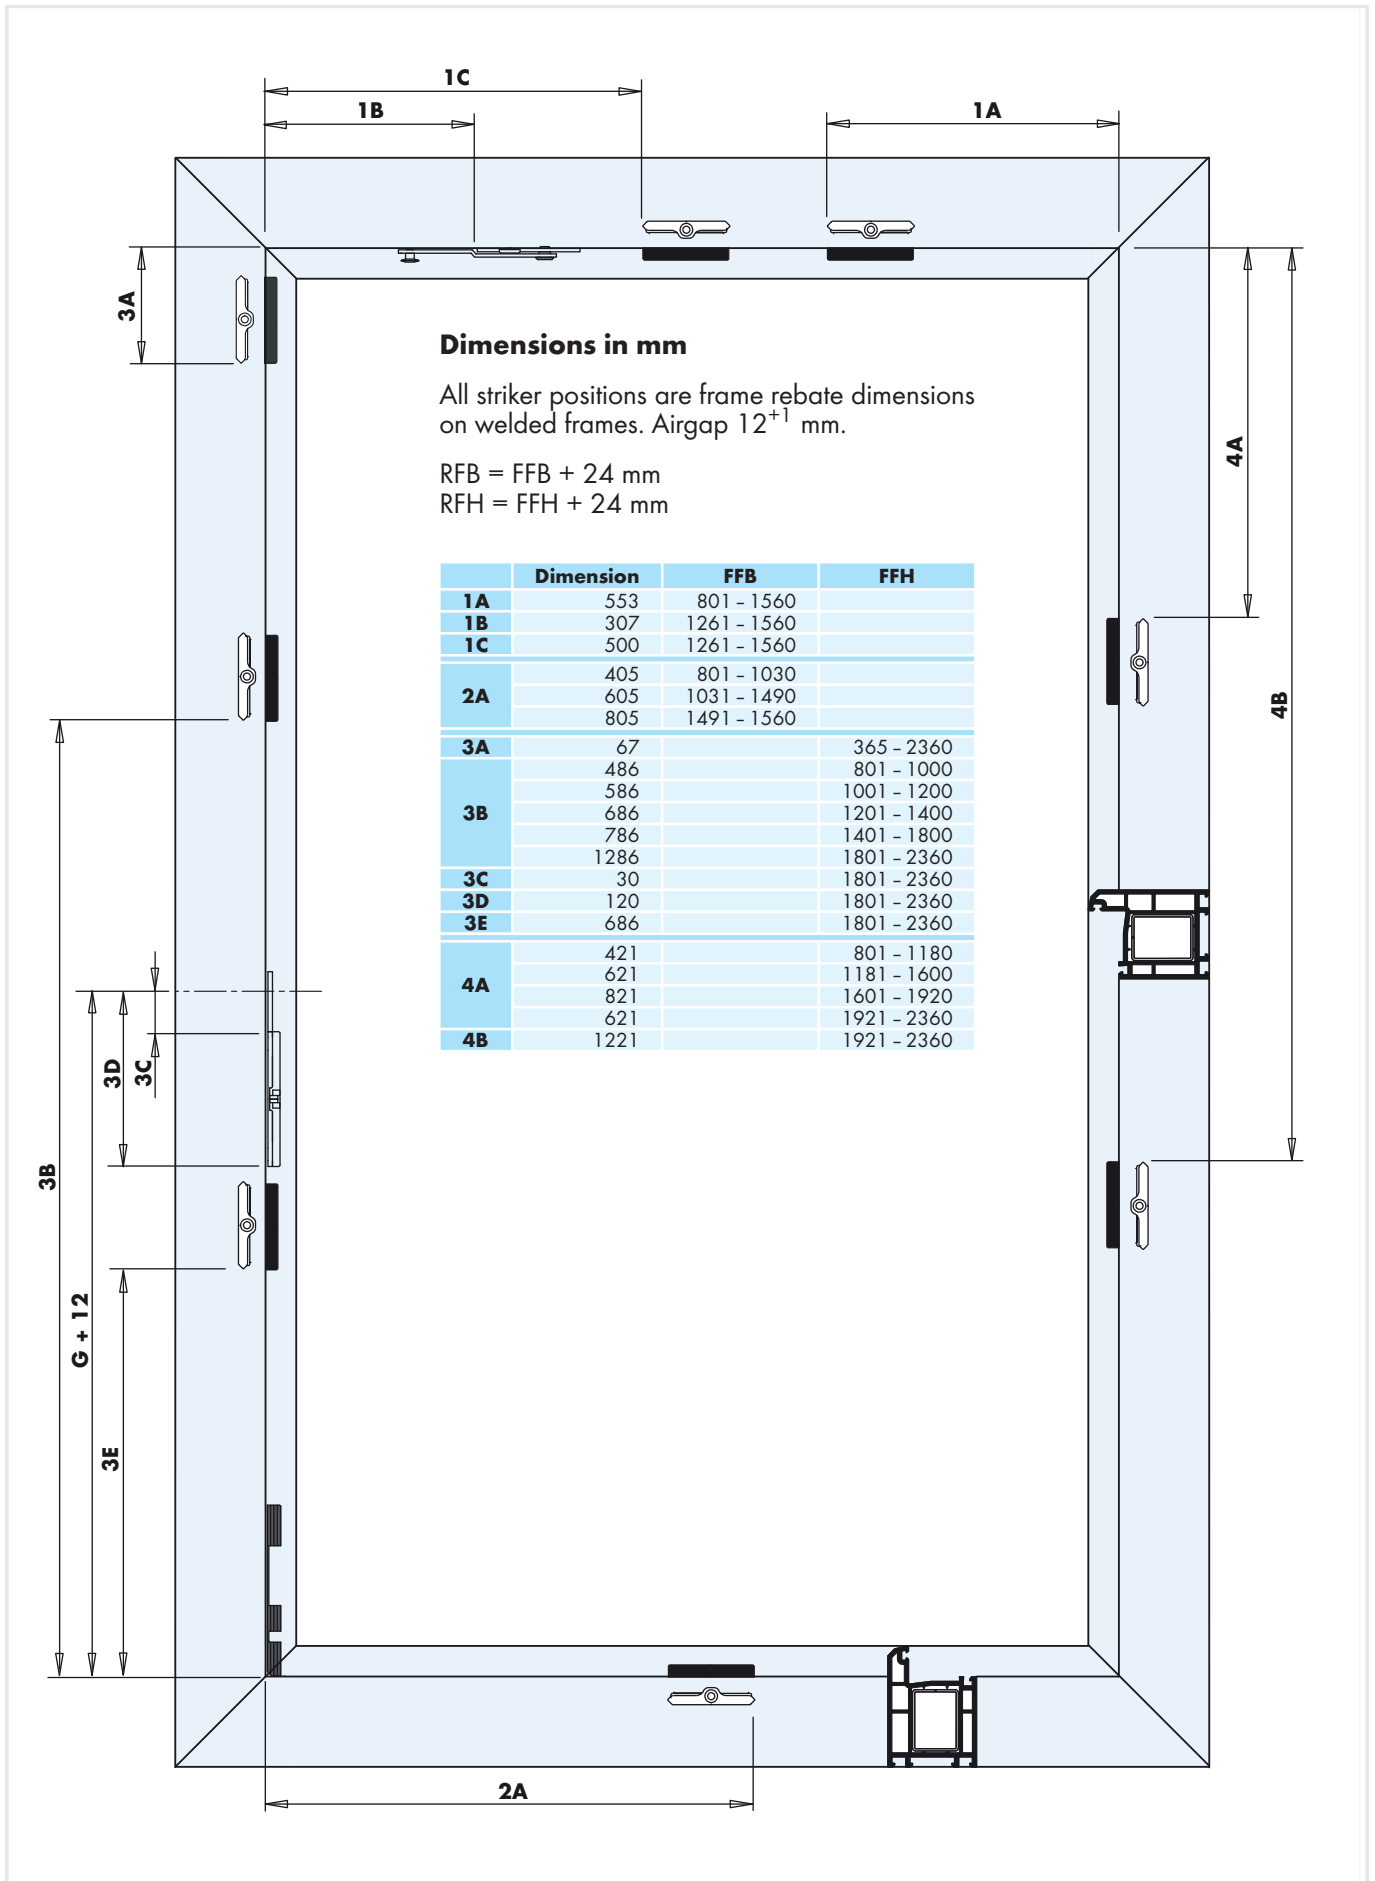 1C
1B
1A
3A
Dimensions in mm
All striker positions are frame rebate dimensions
on welded frames. Airgap 12+1 mm.
RFB = FFB + 24 mm
RFH = FFH + 24 mm
4A
4B
Dimension FFB FFH
1A 553 801 – 1560
1B 307 1261 – 1560
1C 500 1261 – 1560
2A
405 801 – 1030
605 1031 – 1490
805 1491 – 1560
3A 67 365 – 2360
3B
486 801 – 1000
586 1001 – 1200
686 1201 – 1400
786 1401 – 1800
1286 1801 – 2360
3C 30 1801 – 2360
3D 120 1801 – 2360
3E 686 1801 – 2360
4A
421 801 – 1180
621 1181 – 1600
821 1601 – 1920
621 1921 – 2360
4B 1221 1921 – 2360
3D
3C
3B
G + 12
3E
2A